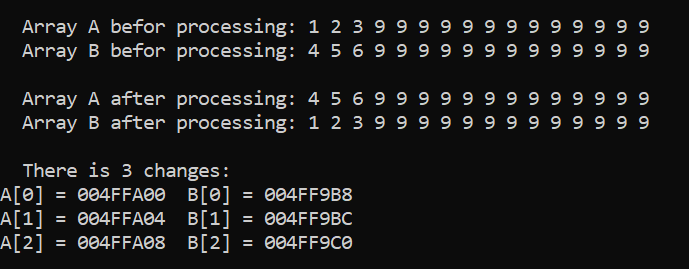 Array A befor processing: 1 2 3 9 9 9 9 9 9 9 9 9 9 9 9 9
Array B befor processing: 4 5 6 9 9 9 9 9 9 9 9 9 9 9 9 9
Array A after processing: 4 5 6 9 9 9 9 9 9 9 9 9 9 9 9 9
Array B after processing: 1 2 3 9 9 9 9 9 9 9 9 9 9 9 9 9
There is 3 changes:
A[0] = 004FFA00  B[0] = 004FF9B8
A[1] = 004FFA04  B[1] = 004FF9BC
A[2] = 004FFA08  B[2] = 004FF9C0